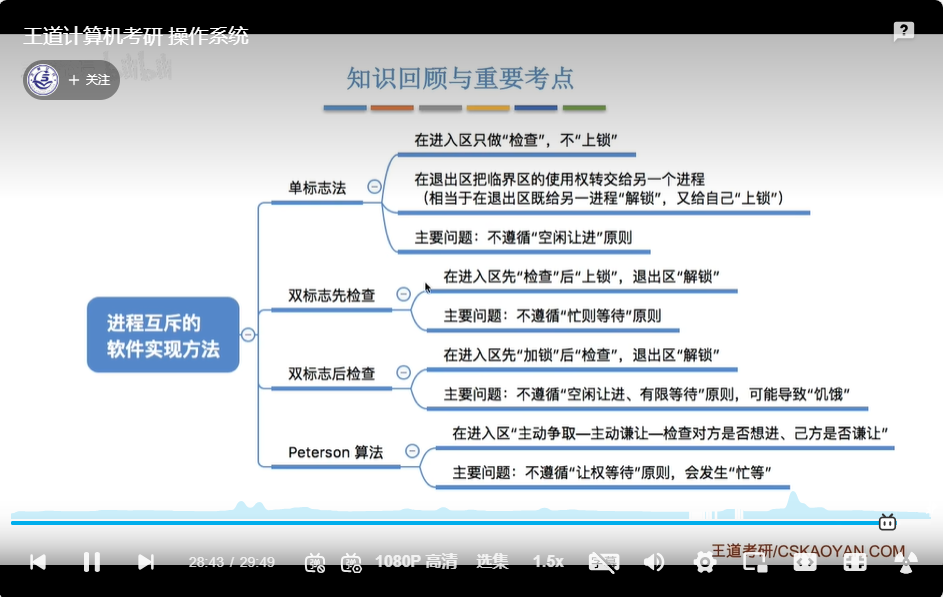 王道计算机考研 操作系统
+ 关注
知识回顾与重要考点
在进入区只做“检查”，不“上锁”
单标志法
在退出区把临界区的使用权转交给另一个进程
（相当于在退出区既给另一进程“解锁”，又给自己“上锁”）
主要问题：不遵循“空闲让进”原则
在进入区先“检查”后“上锁”，退出区“解锁”
双标志先检查
主要问题：不遵循“忙则等待”原则
进程互斥的
软件实现方法
在进入区先“加锁”后“检查”，退出区“解锁”
双标志后检查
主要问题：不遵循“空闲让进、有限等待”原则，可能导致“饥饿”
在进入区“主动争取—主动谦让—检查对方是否想进、己方是否谦让”
Peterson 算法
主要问题：不遵循“让权等待”原则，会发生“忙等”
王道考研/CSKAOYAN.COM
28:43 / 29:49
1080P 高清
选集
1.5x